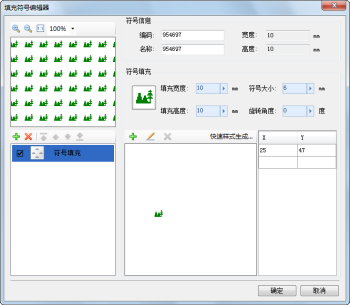 填充符号编辑器
100%
符号信息
编码: 954697 宽度: 10 mm
名称: 954697 高度: 10 mm
符号填充
填充宽度: 10 mm 符号大小: 6 mm
填充高度: 10 mm 旋转角度: 0 度
符号填充
快速样式生成...
X Y
25 47
确定 取消